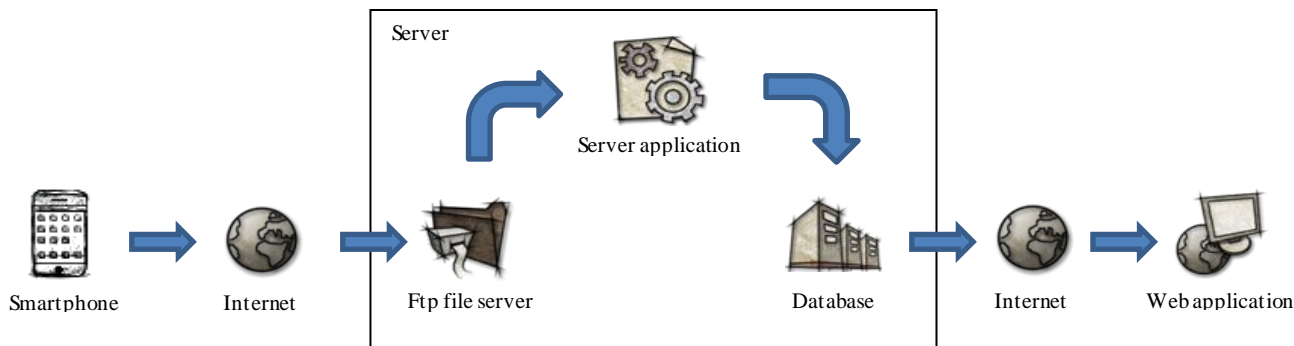 Server
Server application
Smartphone
Internet
Ftp file server
Database
Internet
Web application